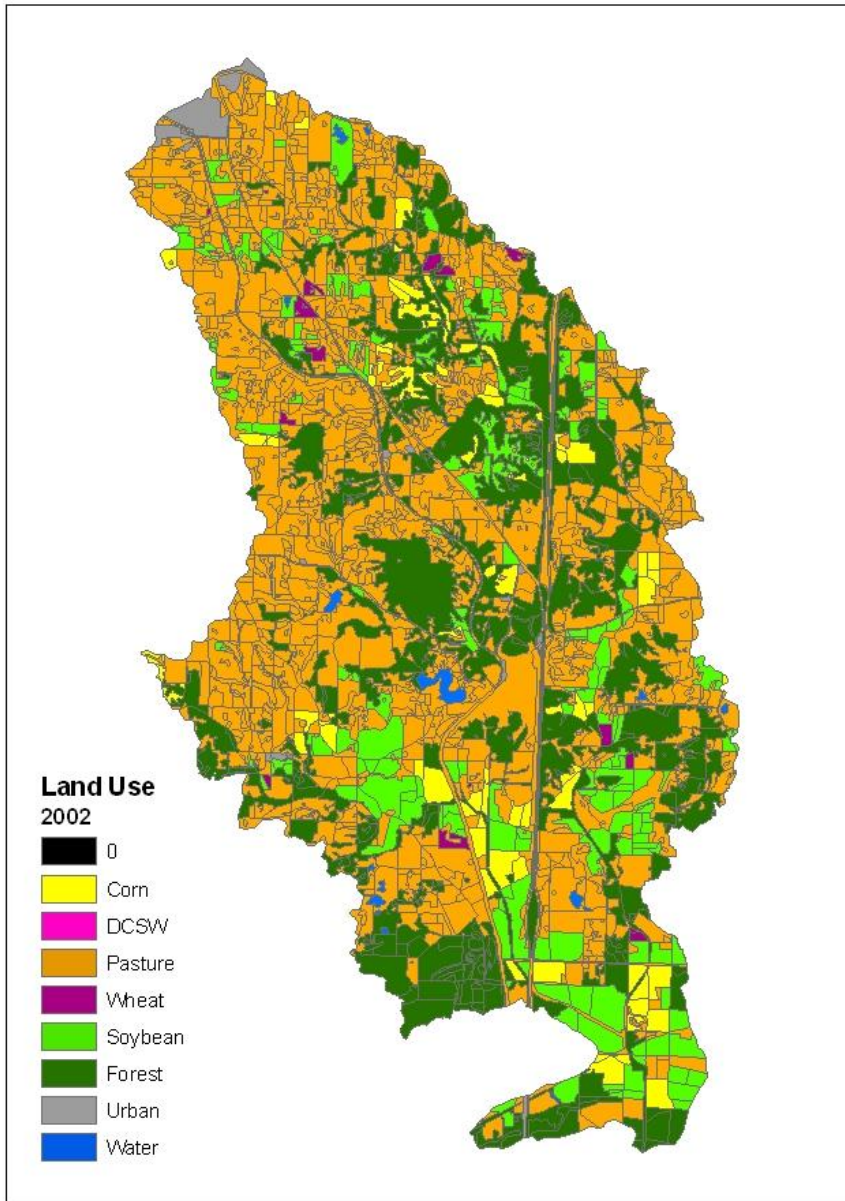 Land Use
2002
0
Corn
DCSW
Pasture
Wheat
Soybean
Forest
Urban
Water